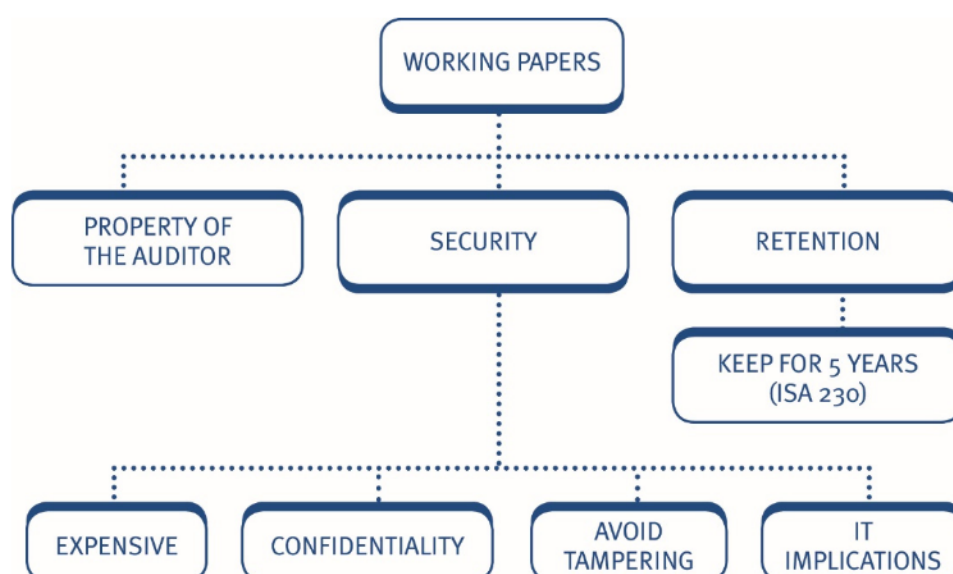 WORKING PAPERS
PROPERTY OF
THE AUDITOR
SECURITY
RETENTION
KEEP FOR 5 YEARS
(ISA 230)
EXPENSIVE
CONFIDENTIALITY
AVOID
TAMPERING
IT
IMPLICATIONS